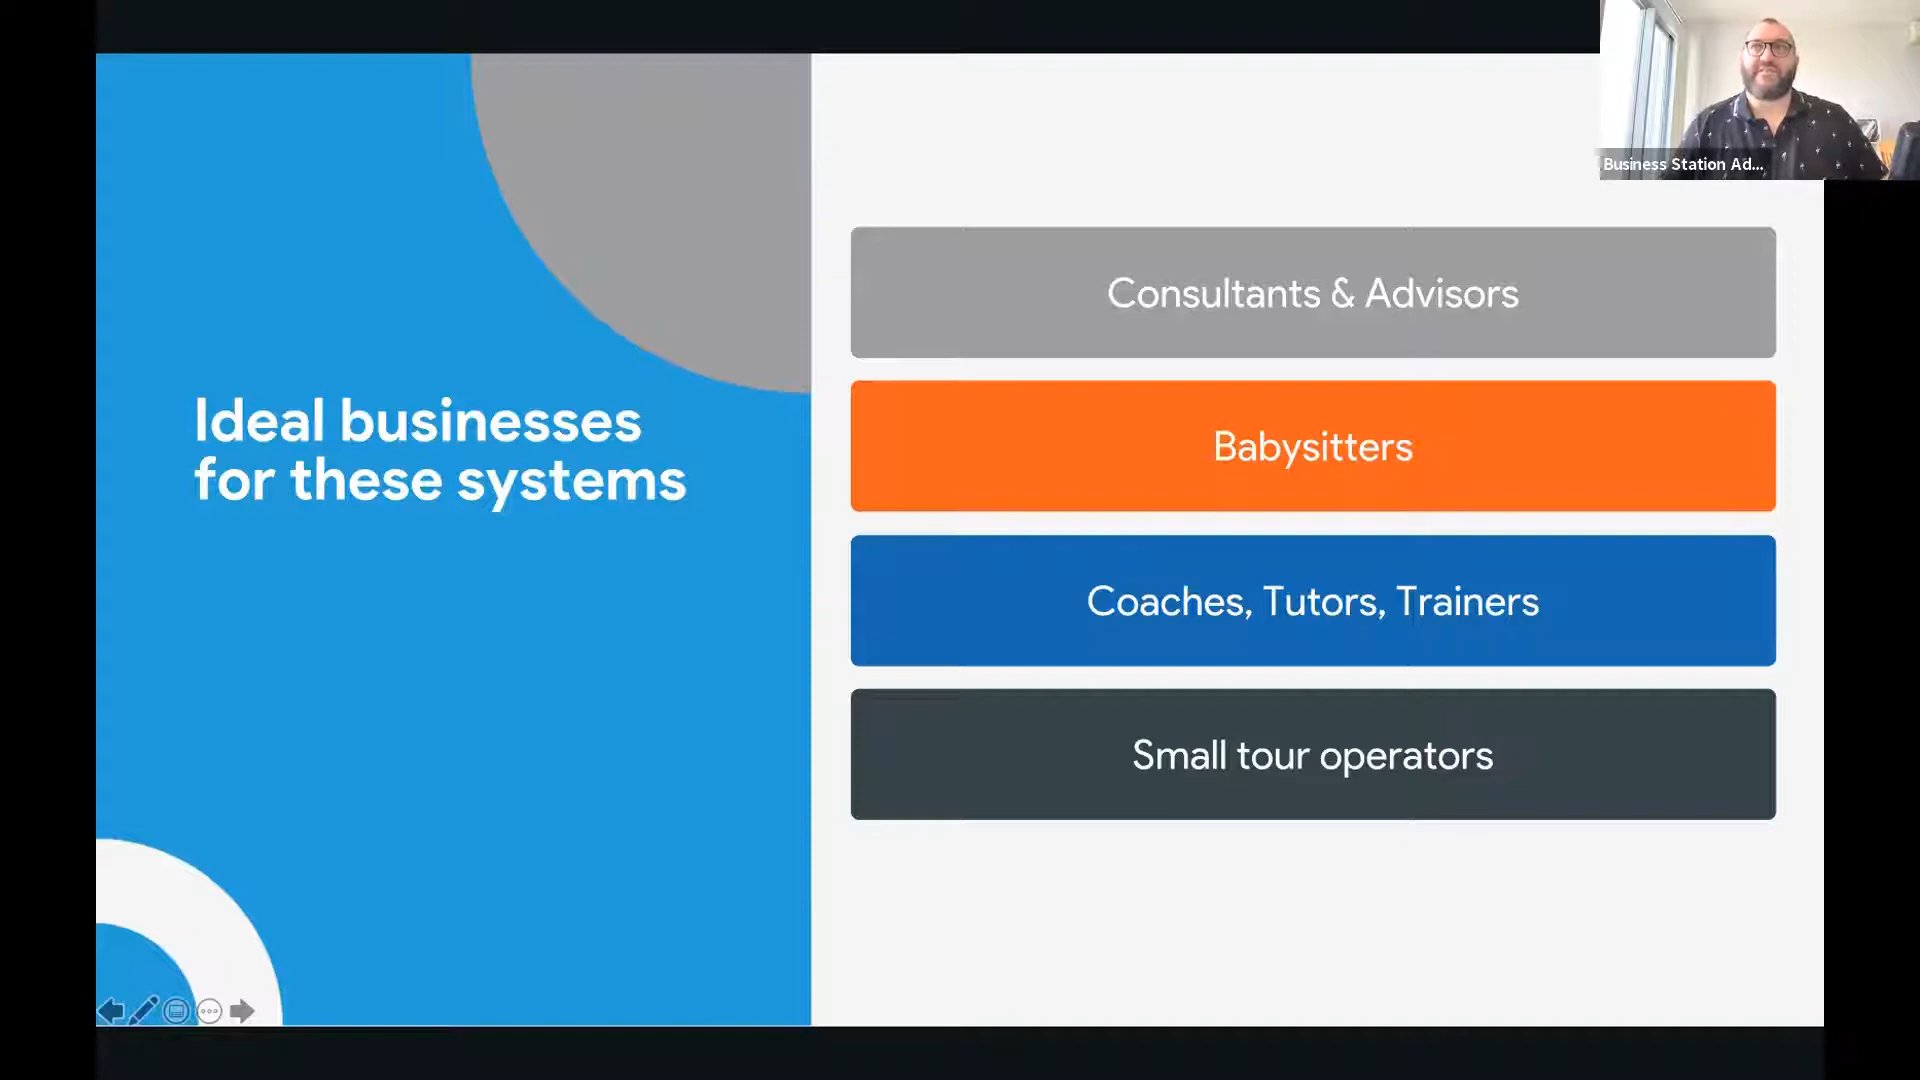 Business Station Ad...
Ideal businesses
for these systems
Consultants & Advisors
Babysitters
Coaches, Tutors, Trainers
Small tour operators